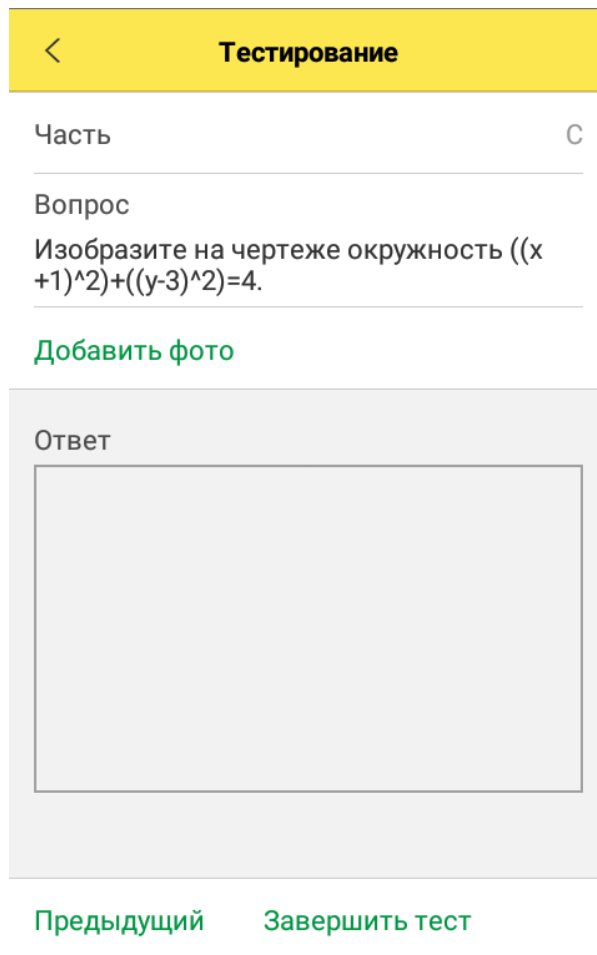 Тестирование
Часть С
Вопрос
Изобразите на чертеже окружность ((x
+1)^2)+((y-3)^2)=4.
Добавить фото
Ответ
Предыдущий Завершить тест